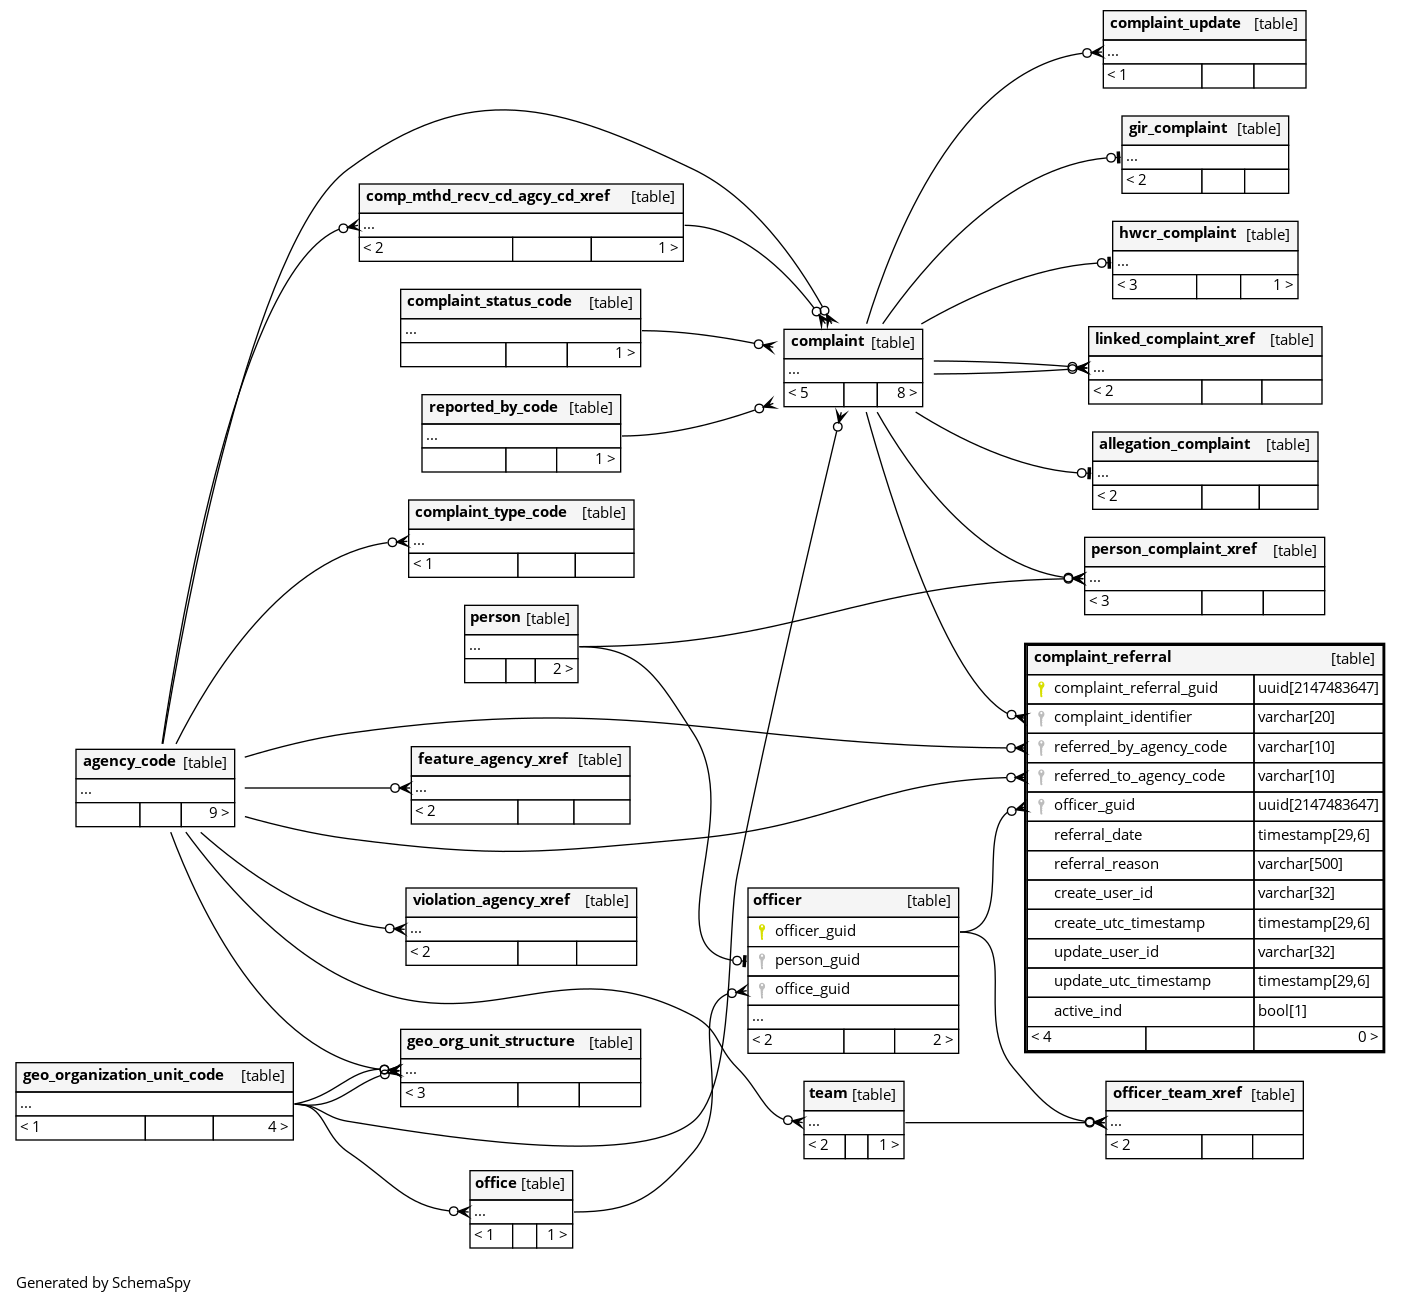 complaint_update [table]
...
< 1
gir_complaint [table]
...
< 2
comp_mthd_recv_cd_agcy_cd_xref [table]
...
< 2 1 >
hwcr_complaint [table]
...
< 3 1 >
complaint_status_code [table]
...
1 >
complaint [table]
...
< 5 8 >
linked_complaint_xref [table]
...
< 2
reported_by_code [table]
...
1 >
allegation_complaint [table]
...
< 2
complaint_type_code [table]
...
< 1
person_complaint_xref [table]
...
< 3
person [table]
...
2 >
complaint_referral [table]
complaint_referral_guid uuid[2147483647]
complaint_identifier varchar[20]
referred_by_agency_code varchar[10]
referred_to_agency_code varchar[10]
officer_guid uuid[2147483647]
referral_date timestamp[29,6]
referral_reason varchar[500]
create_user_id varchar[32]
create_utc_timestamp timestamp[29,6]
update_user_id varchar[32]
update_utc_timestamp timestamp[29,6]
active_ind bool[1]
< 4 0 >
agency_code [table]
...
9 >
feature_agency_xref [table]
...
< 2
violation_agency_xref [table]
...
< 2
officer [table]
officer_guid
person_guid
office_guid
...
< 2 2 >
geo_org_unit_structure [table]
...
< 3
geo_organization_unit_code [table]
...
< 1 4 >
team [table]
...
< 2 1 >
officer_team_xref [table]
...
< 2
office [table]
...
< 1 1 >
Generated by SchemaSpy